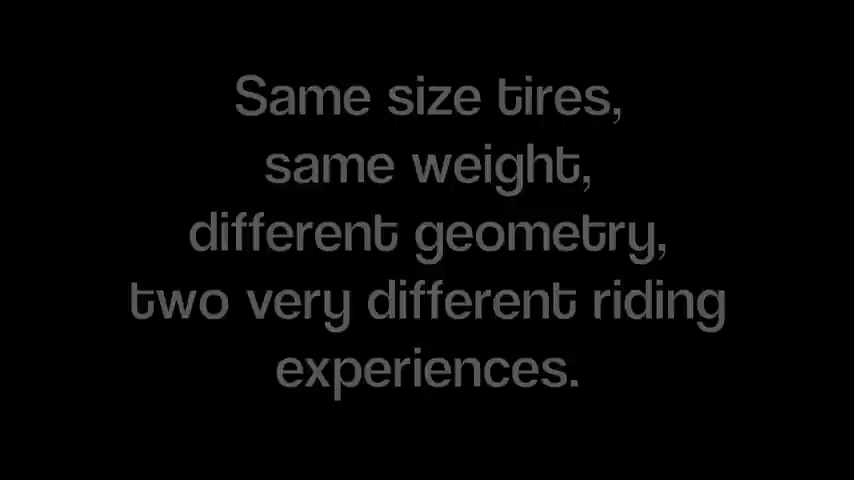 Same size tires,
same weight,
different geometry,
two very different riding
experiences.